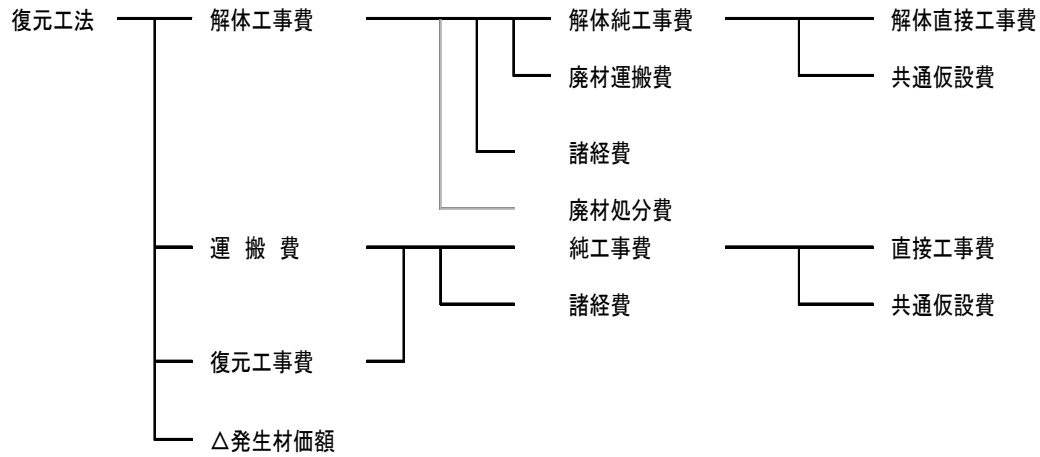 復元工法 解体工事費 解体純工事費 解体直接工事費
廃材運搬費 共通仮設費
諸経費
廃材処分費
運 搬 費 純工事費 直接工事費
諸経費 共通仮設費
復元工事費
△発生材価額